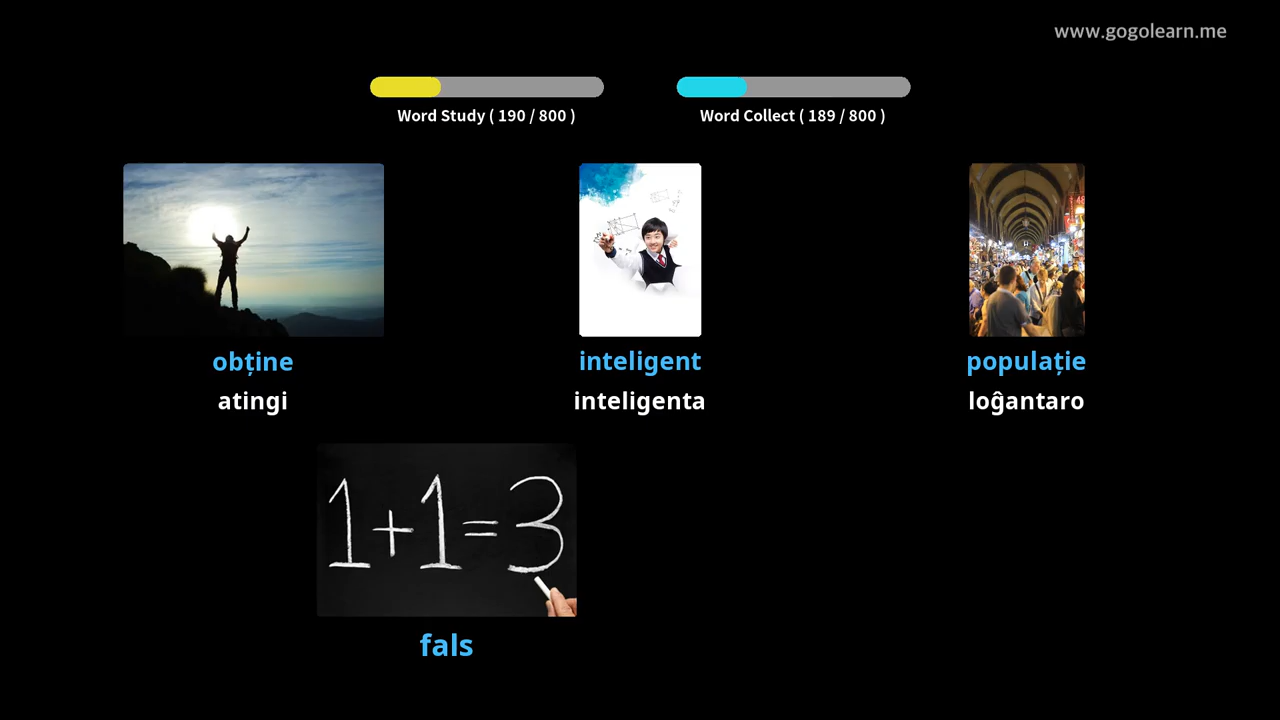 www.gogolearn.me
Word Study ( 190 / 800 )
Word Collect ( 189 / 800 )
obține
inteligent
populație
atingi
inteligenta
loĝantaro
1+1=3
fals